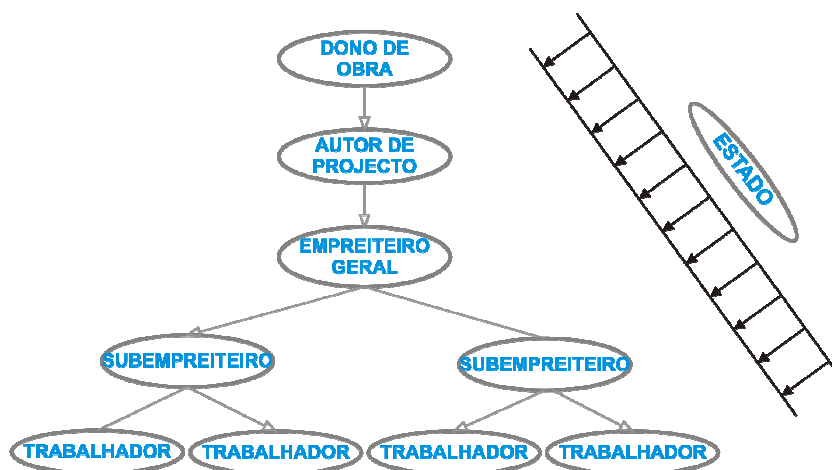 DONO DE
OBRA
AUTOR DE
PROJECTO
ESTADO
EMPREITEIRO
GERAL
SUBEMPREITEIRO
SUBEMPREITEIRO
TRABALHADOR
TRABALHADOR
TRABALHADOR
TRABALHADOR